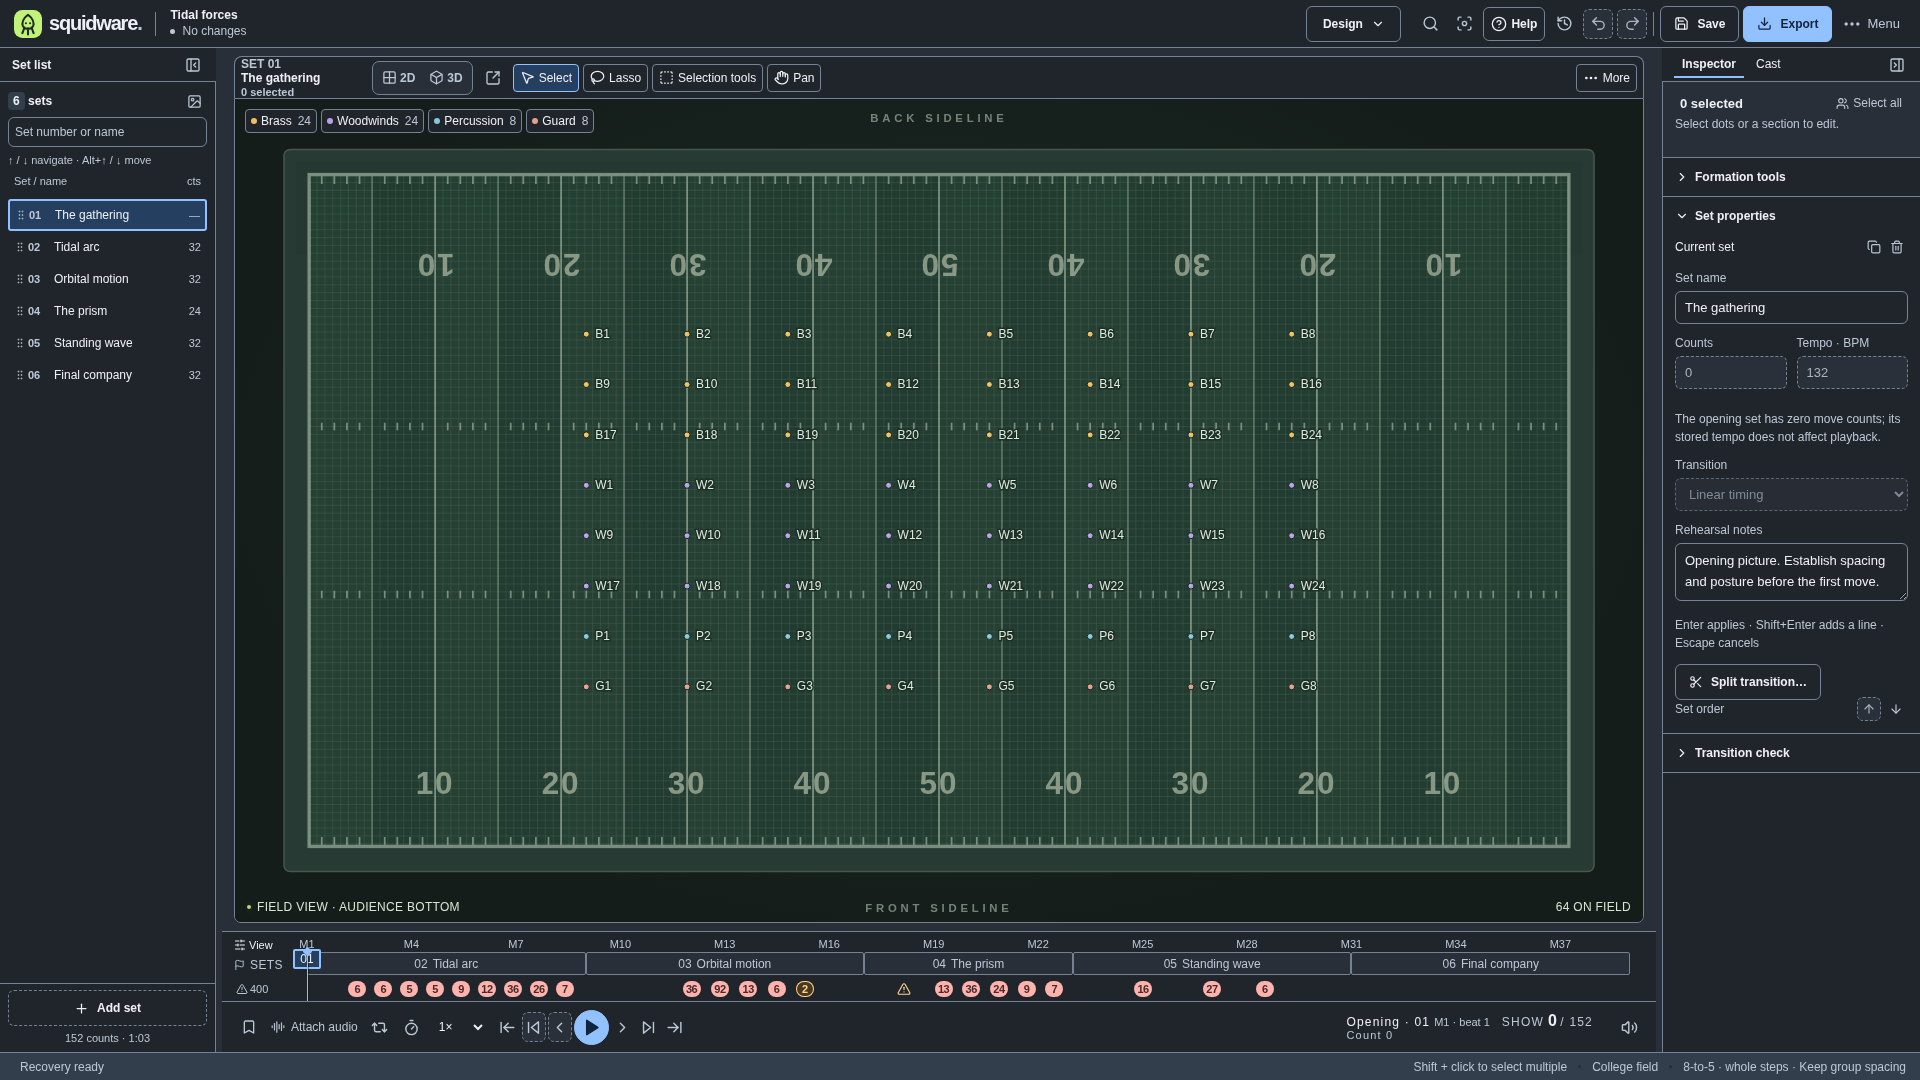 squidware.
Tidal forces
No changes
Design
Help
Save
Export
Menu
Set list
6 sets
Set number or name
↑ / ↓ navigate · Alt+↑ / ↓ move
Set / name cts
01 The gathering —
02 Tidal arc 32
03 Orbital motion 32
04 The prism 24
05 Standing wave 32
06 Final company 32
Add set
152 counts · 1:03
SET 01
The gathering
0 selected
2D 3D
Select
Lasso
Selection tools
Pan
More
Brass 24
Woodwinds 24
Percussion 8
Guard 8
BACK SIDELINE
10 20 30 40 50 40 30 20 10
B1 B2 B3 B4 B5 B6 B7 B8
B9 B10 B11 B12 B13 B14 B15 B16
B17 B18 B19 B20 B21 B22 B23 B24
W1 W2 W3 W4 W5 W6 W7 W8
W9 W10 W11 W12 W13 W14 W15 W16
W17 W18 W19 W20 W21 W22 W23 W24
P1 P2 P3 P4 P5 P6 P7 P8
G1 G2 G3 G4 G5 G6 G7 G8
10 20 30 40 50 40 30 20 10
FIELD VIEW · AUDIENCE BOTTOM
FRONT SIDELINE
64 ON FIELD
View M1 M4 M7 M10 M13 M16 M19 M22 M25 M28 M31 M34 M37
SETS 01 02 Tidal arc 03 Orbital motion 04 The prism 05 Standing wave 06 Final company
400 6 6 5 5 9 12 36 26 7 36 92 13 6 2 13 36 24 9 7 16 27 6
Attach audio
1×
Opening · 01 M1 · beat 1 SHOW 0 / 152
Count 0
Inspector Cast
0 selected Select all
Select dots or a section to edit.
Formation tools
Set properties
Current set
Set name
The gathering
Counts Tempo · BPM
0 132
The opening set has zero move counts; its
stored tempo does not affect playback.
Transition
Linear timing
Rehearsal notes
Opening picture. Establish spacing
and posture before the first move.
Enter applies · Shift+Enter adds a line ·
Escape cancels
Split transition…
Set order
Transition check
Recovery ready
Shift + click to select multiple · College field · 8-to-5 · whole steps · Keep group spacing